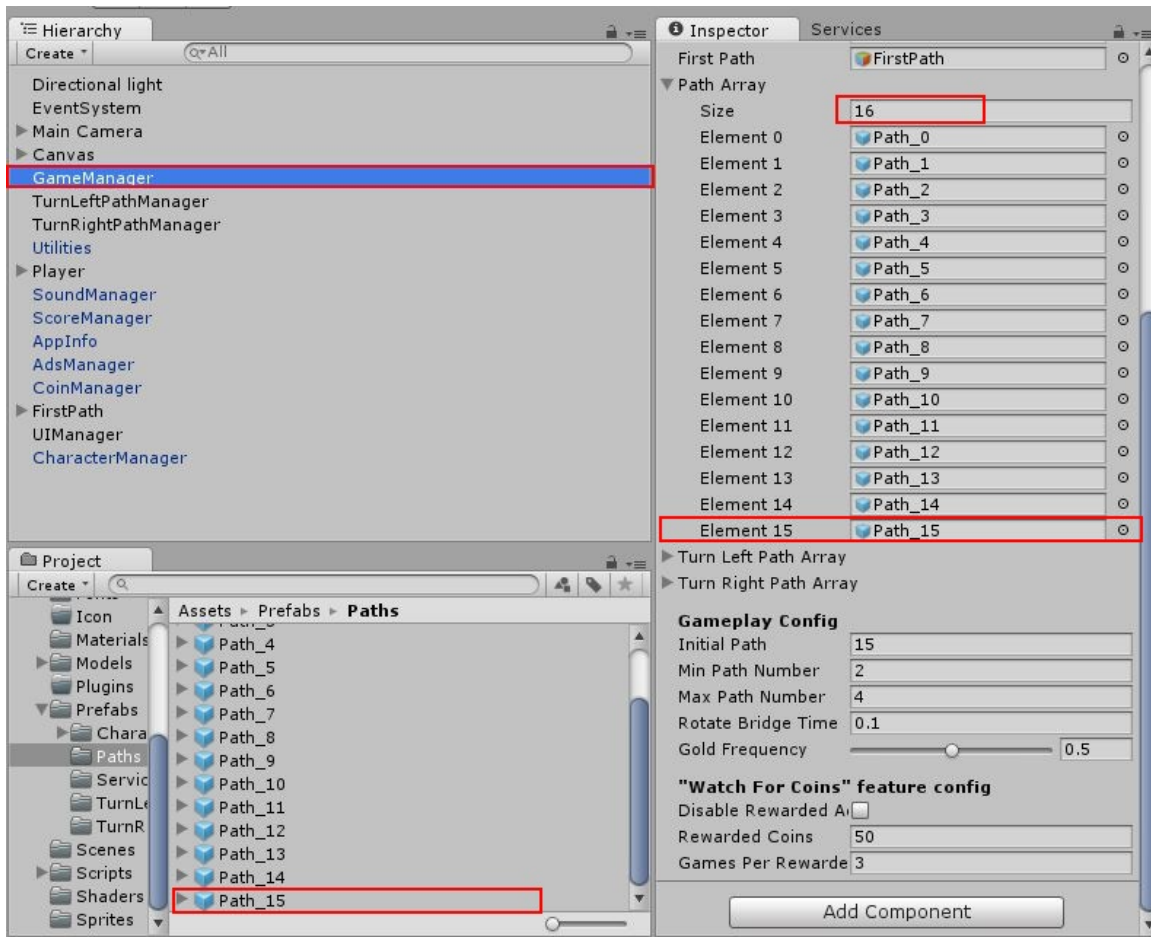 Hierarchy
Create
All
Directional light
EventSystem
Main Camera
Canvas
GameManager
TurnLeftPathManager
TurnRightPathManager
Utilities
Player
SoundManager
ScoreManager
AppInfo
AdsManager
CoinManager
FirstPath
UIManager
CharacterManager
Project
Create
Icon
Materials
Models
Plugins
Prefabs
Chara
Paths
Servic
TurnLe
TurnR
Scenes
Scripts
Shaders
Sprites
Assets Prefabs Paths
Path_4
Path_5
Path_6
Path_7
Path_8
Path_9
Path_10
Path_11
Path_12
Path_13
Path_14
Path_15
Inspector Services
First Path FirstPath
Path Array
Size 16
Element 0 Path_0
Element 1 Path_1
Element 2 Path_2
Element 3 Path_3
Element 4 Path_4
Element 5 Path_5
Element 6 Path_6
Element 7 Path_7
Element 8 Path_8
Element 9 Path_9
Element 10 Path_10
Element 11 Path_11
Element 12 Path_12
Element 13 Path_13
Element 14 Path_14
Element 15 Path_15
Turn Left Path Array
Turn Right Path Array
Gameplay Config
Initial Path 15
Min Path Number 2
Max Path Number 4
Rotate Bridge Time 0.1
Gold Frequency 0.5
"Watch For Coins" feature config
Disable Rewarded A
Rewarded Coins 50
Games Per Rewarde 3
Add Component